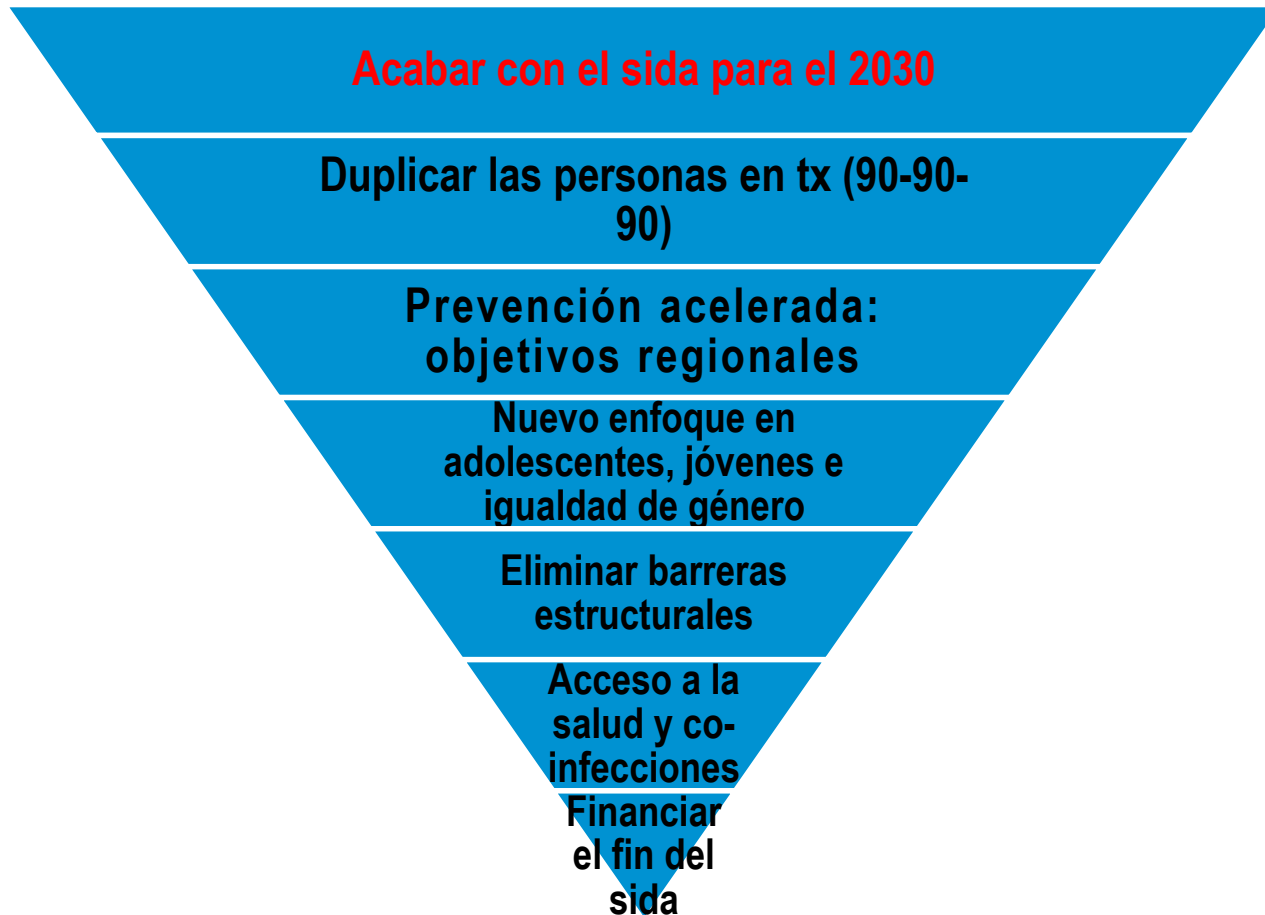 Acabar con el sida para el 2030
Duplicar las personas en tx (90-90-
90)
Prevención acelerada:
objetivos regionales
Nuevo enfoque en
adolescentes, jóvenes e
igualdad de género
Eliminar barreras
estructurales
Acceso a la
salud y co-
infecciones
Financiar
el fin del
sida